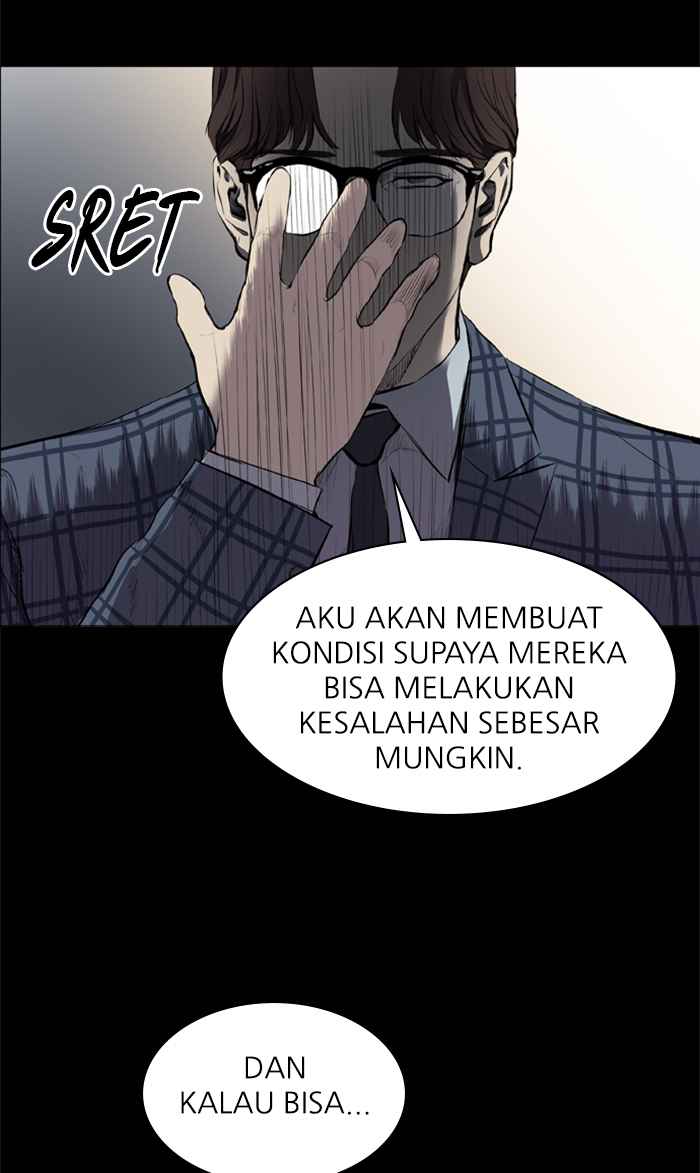 SRET
AKU AKAN MEMBUAT
KONDISI SUPAYA MEREKA
BISA MELAKUKAN
KESALAHAN SEBESAR
MUNGKIN.
DAN
KALAU BISA...